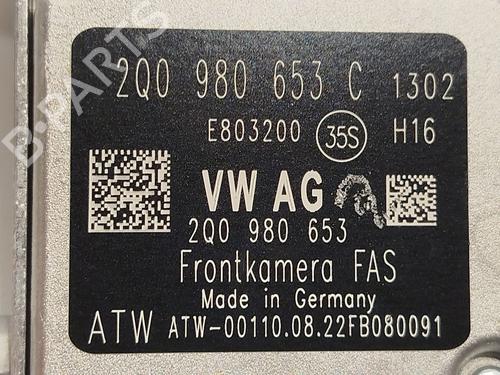 2Q0 980 653 C 1302
E803200 35S H16
VW AG
2Q0 980 653
Frontkamera FAS
Made in Germany
ATW ATW-00110.08.22FB080091
B-Parts